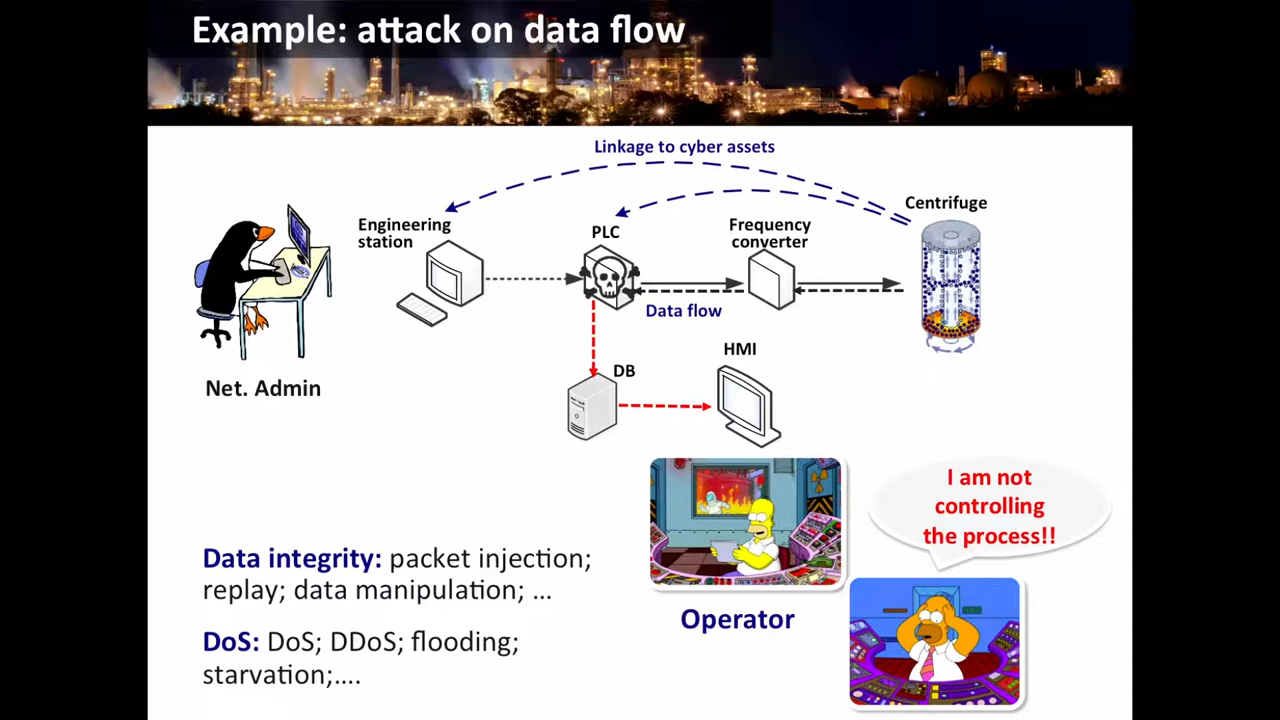 Example: attack on data flow
Linkage to cyber assets
Centrifuge
Engineering
station
PLC
Frequency
converter
Data flow
HMI
DB
Net. Admin
I am not
controlling
the process!!
Data integrity: packet injection;
replay; data manipulation; ...
Operator
DoS: DoS; DDoS; flooding;
starvation;....